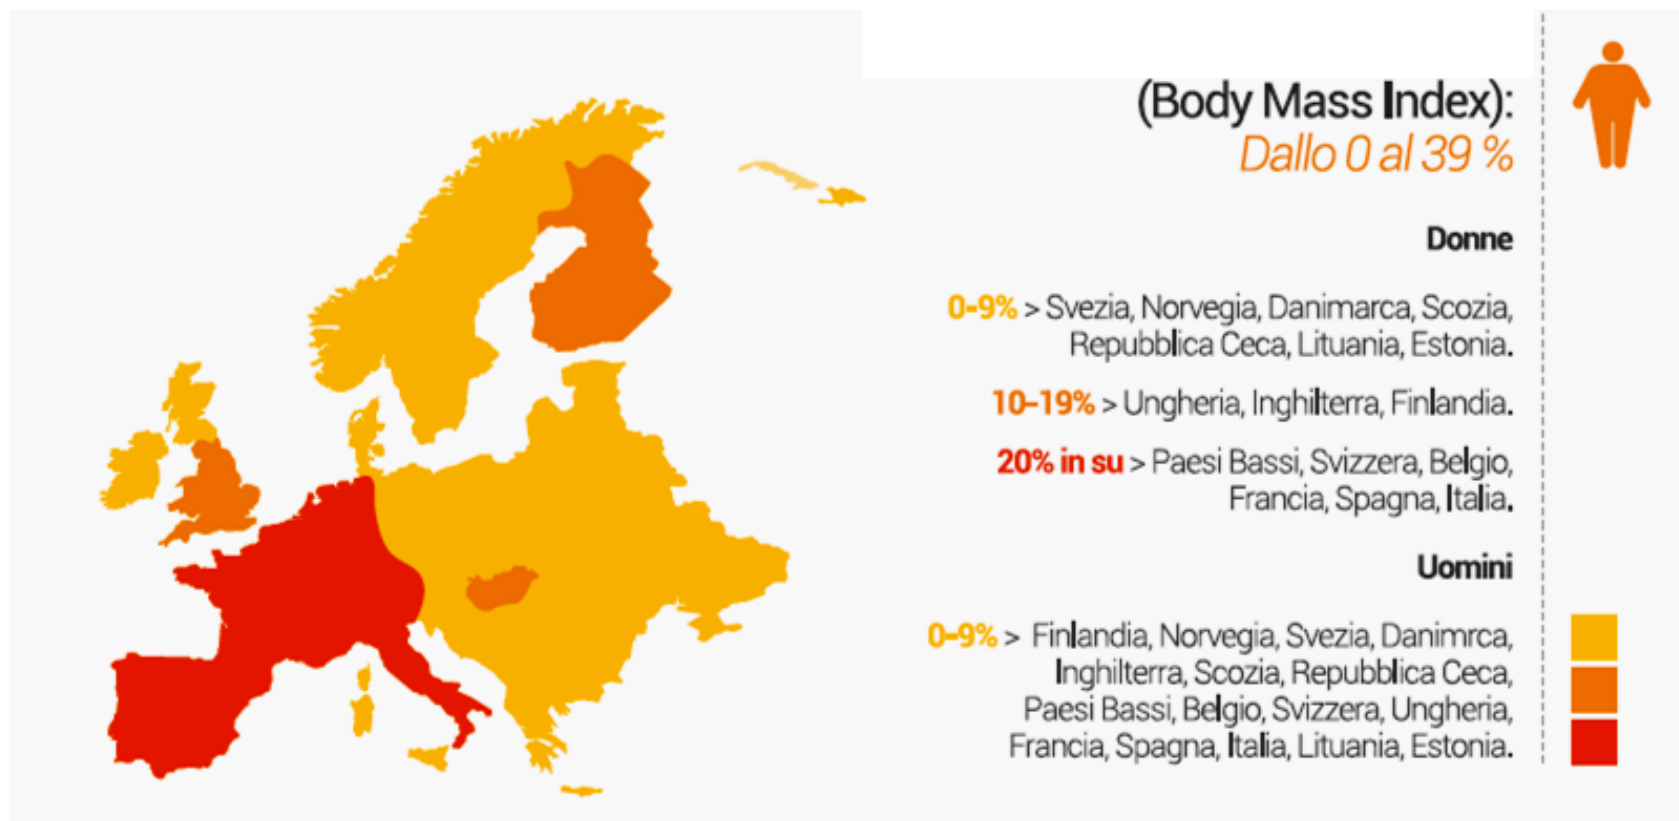 (Body Mass Index):
Dallo 0 al 39 %
Donne
0-9% > Svezia, Norvegia, Danimarca, Scozia,
Repubblica Ceca, Lituania, Estonia.
10-19% > Ungheria, Inghilterra, Finlandia.
20% in su > Paesi Bassi, Svizzera, Belgio,
Francia, Spagna, Italia.
Uomini
0-9% > Finlandia, Norvegia, Svezia, Danimrca,
Inghilterra, Scozia, Repubblica Ceca,
Paesi Bassi, Belgio, Svizzera, Ungheria,
Francia, Spagna, Italia, Lituania, Estonia.